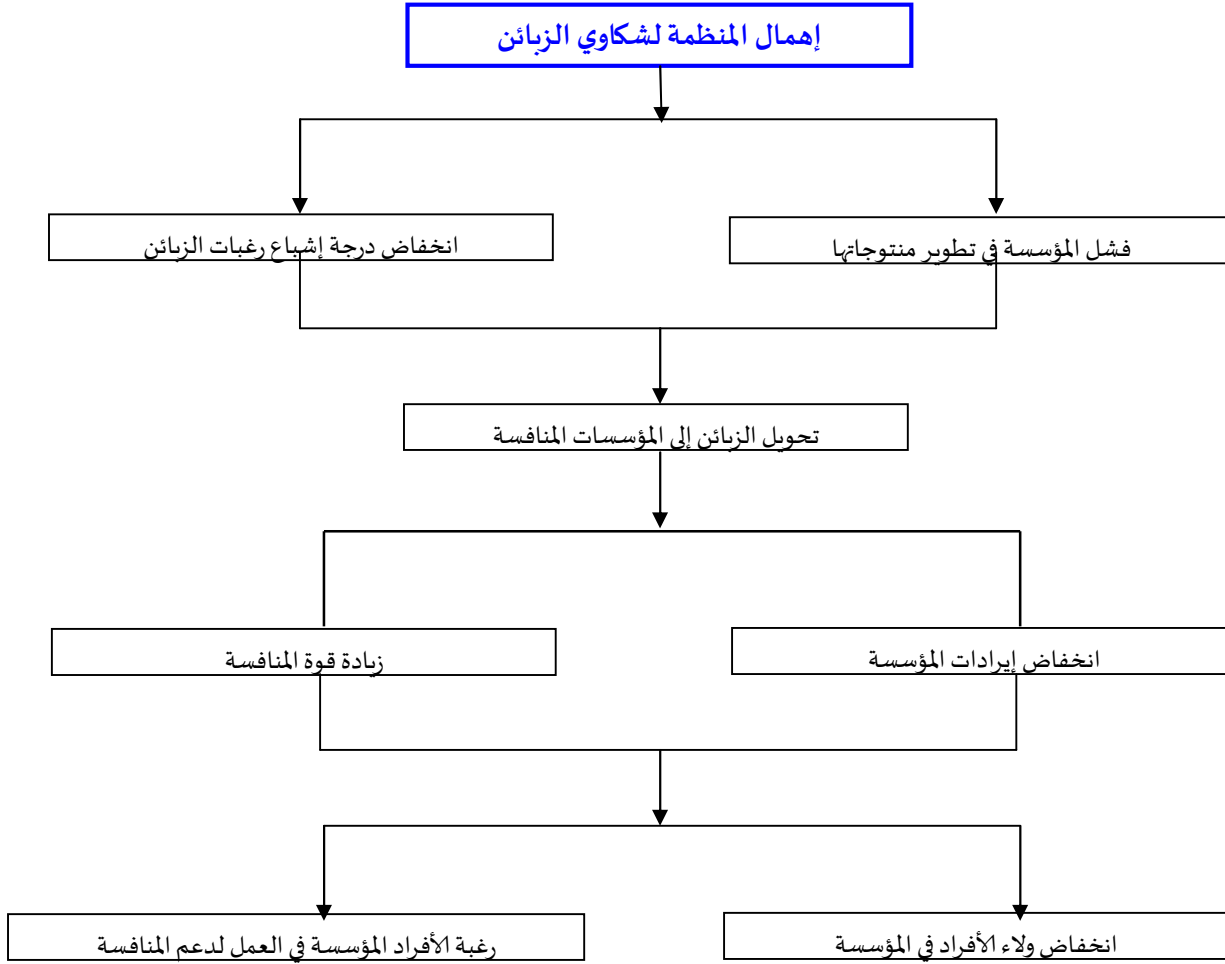 إهمال المنظمة لشكاوي الزبائن
فشل المؤسسة في تطوير منتوجاتها
انخفاض درجة إشباع رغبات الزبائن
تحويل الزبائن إلى المؤسسات المنافسة
انخفاض إيرادات المؤسسة
زيادة قوة المنافسة
انخفاض ولاء الأفراد في المؤسسة
رغبة الأفراد المؤسسة في العمل لدعم المنافسة